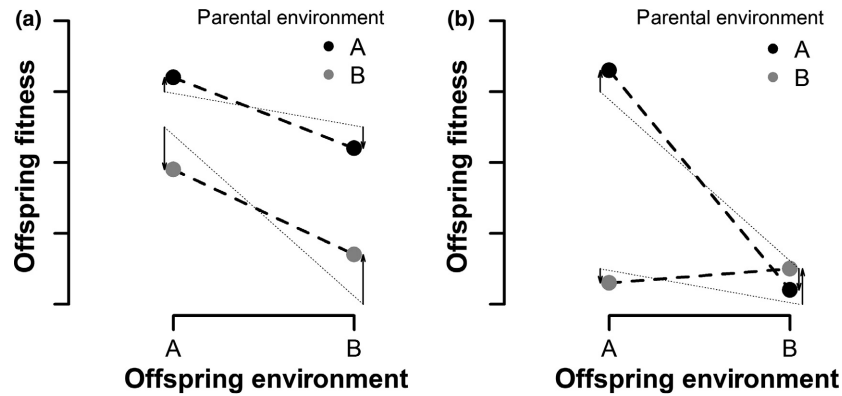 (a)
Parental environment
A
B
Offspring fitness
A
B
Offspring environment
(b)
Parental environment
A
B
Offspring fitness
A
B
Offspring environment